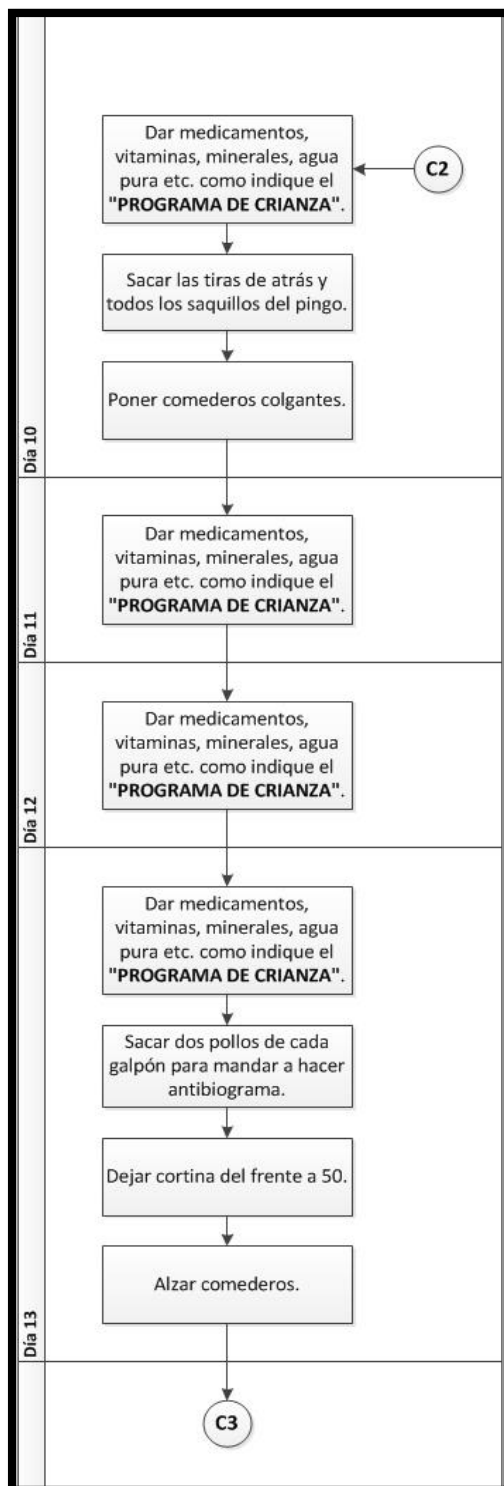 Dar medicamentos,
vitaminas, minerales, agua
pura etc. como indique el
"PROGRAMA DE CRIANZA".
C2
Sacar las tiras de atrás y
todos los saquillos del pingo.
Poner comederos colgantes.
Día 10
Dar medicamentos,
vitaminas, minerales, agua
pura etc. como indique el
"PROGRAMA DE CRIANZA".
Día 11
Dar medicamentos,
vitaminas, minerales, agua
pura etc. como indique el
"PROGRAMA DE CRIANZA".
Día 12
Dar medicamentos,
vitaminas, minerales, agua
pura etc. como indique el
"PROGRAMA DE CRIANZA".
Sacar dos pollos de cada
galpón para mandar a hacer
antibiograma.
Dejar cortina del frente a 50.
Alzar comederos.
Día 13
C3